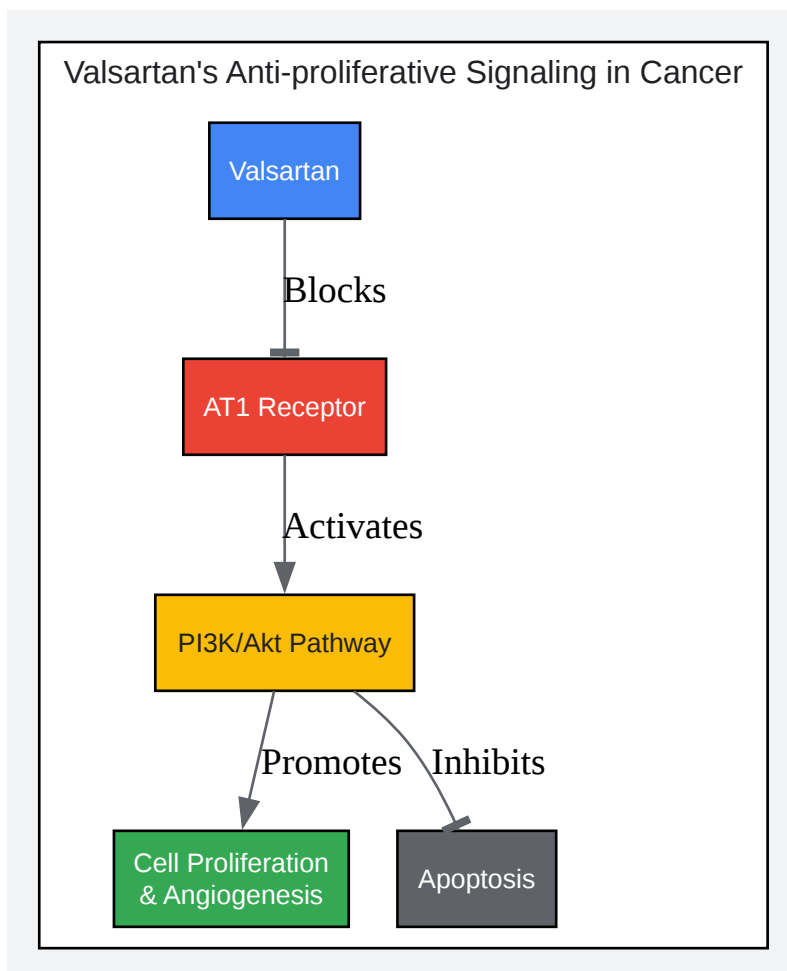 Valsartan's Anti-proliferative Signaling in Cancer
Valsartan
Blocks
AT1 Receptor
Activates
PI3K/Akt Pathway
Promotes
Inhibits
Cell Proliferation
& Angiogenesis
Apoptosis